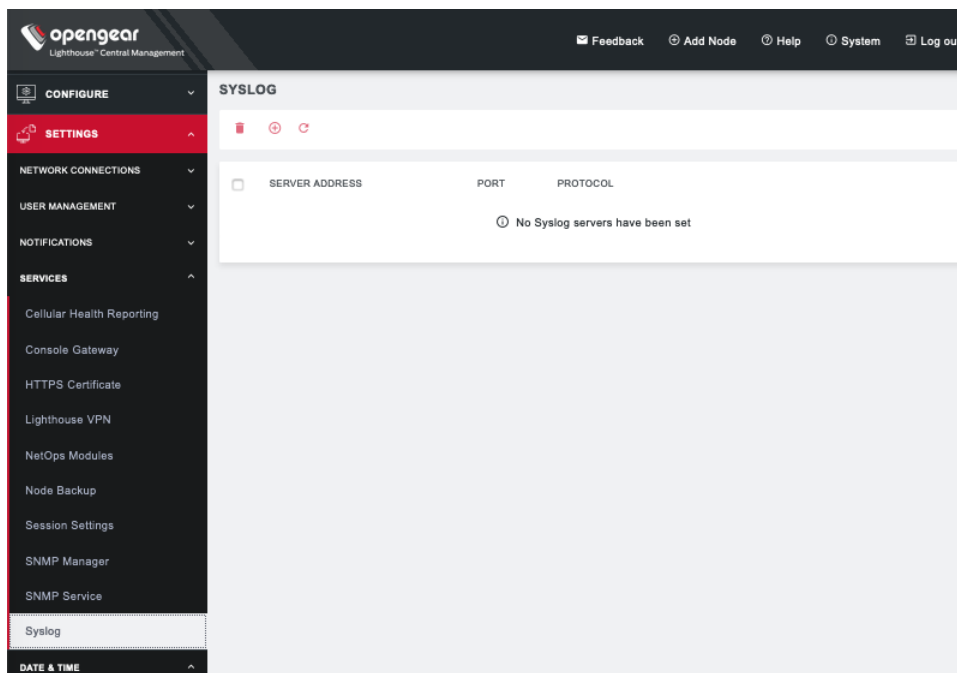 opengear
Lighthouse™ Central Management
Feedback
Add Node
Help
System
Log ou
CONFIGURE
SETTINGS
NETWORK CONNECTIONS
USER MANAGEMENT
NOTIFICATIONS
SERVICES
Cellular Health Reporting
Console Gateway
HTTPS Certificate
Lighthouse VPN
NetOps Modules
Node Backup
Session Settings
SNMP Manager
SNMP Service
Syslog
DATE & TIME
SYSLOG
SERVER ADDRESS PORT PROTOCOL
No Syslog servers have been set